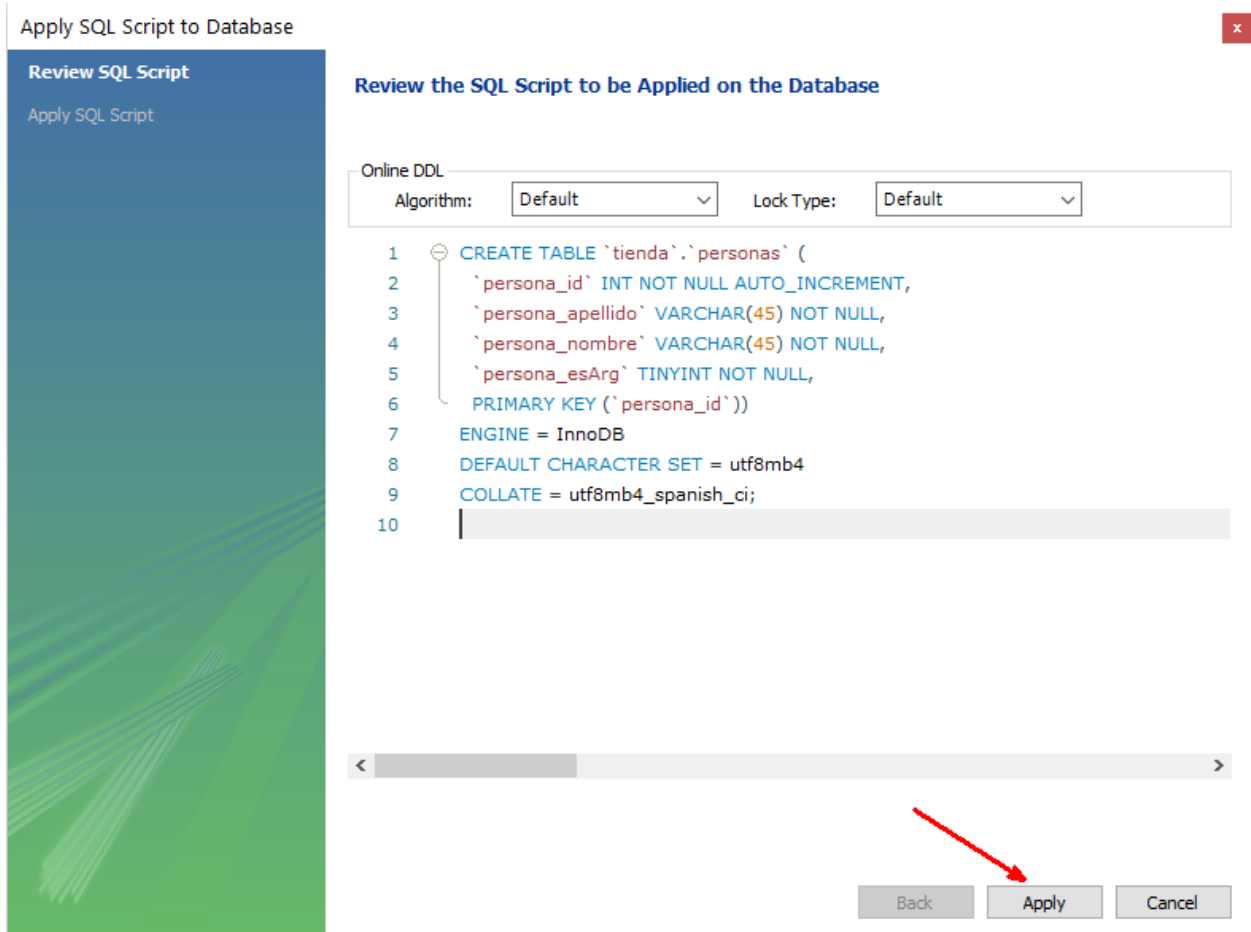 Apply SQL Script to Database
x
Review SQL Script
Apply SQL Script
Review the SQL Script to be Applied on the Database
Online DDL
Algorithm: Default Lock Type: Default
1 CREATE TABLE `tienda`.`personas` (
2 `persona_id` INT NOT NULL AUTO_INCREMENT,
3 `persona_apellido` VARCHAR(45) NOT NULL,
4 `persona_nombre` VARCHAR(45) NOT NULL,
5 `persona_esArg` TINYINT NOT NULL,
6 PRIMARY KEY (`persona_id`))
7 ENGINE = InnoDB
8 DEFAULT CHARACTER SET = utf8mb4
9 COLLATE = utf8mb4_spanish_ci;
10
Back Apply Cancel